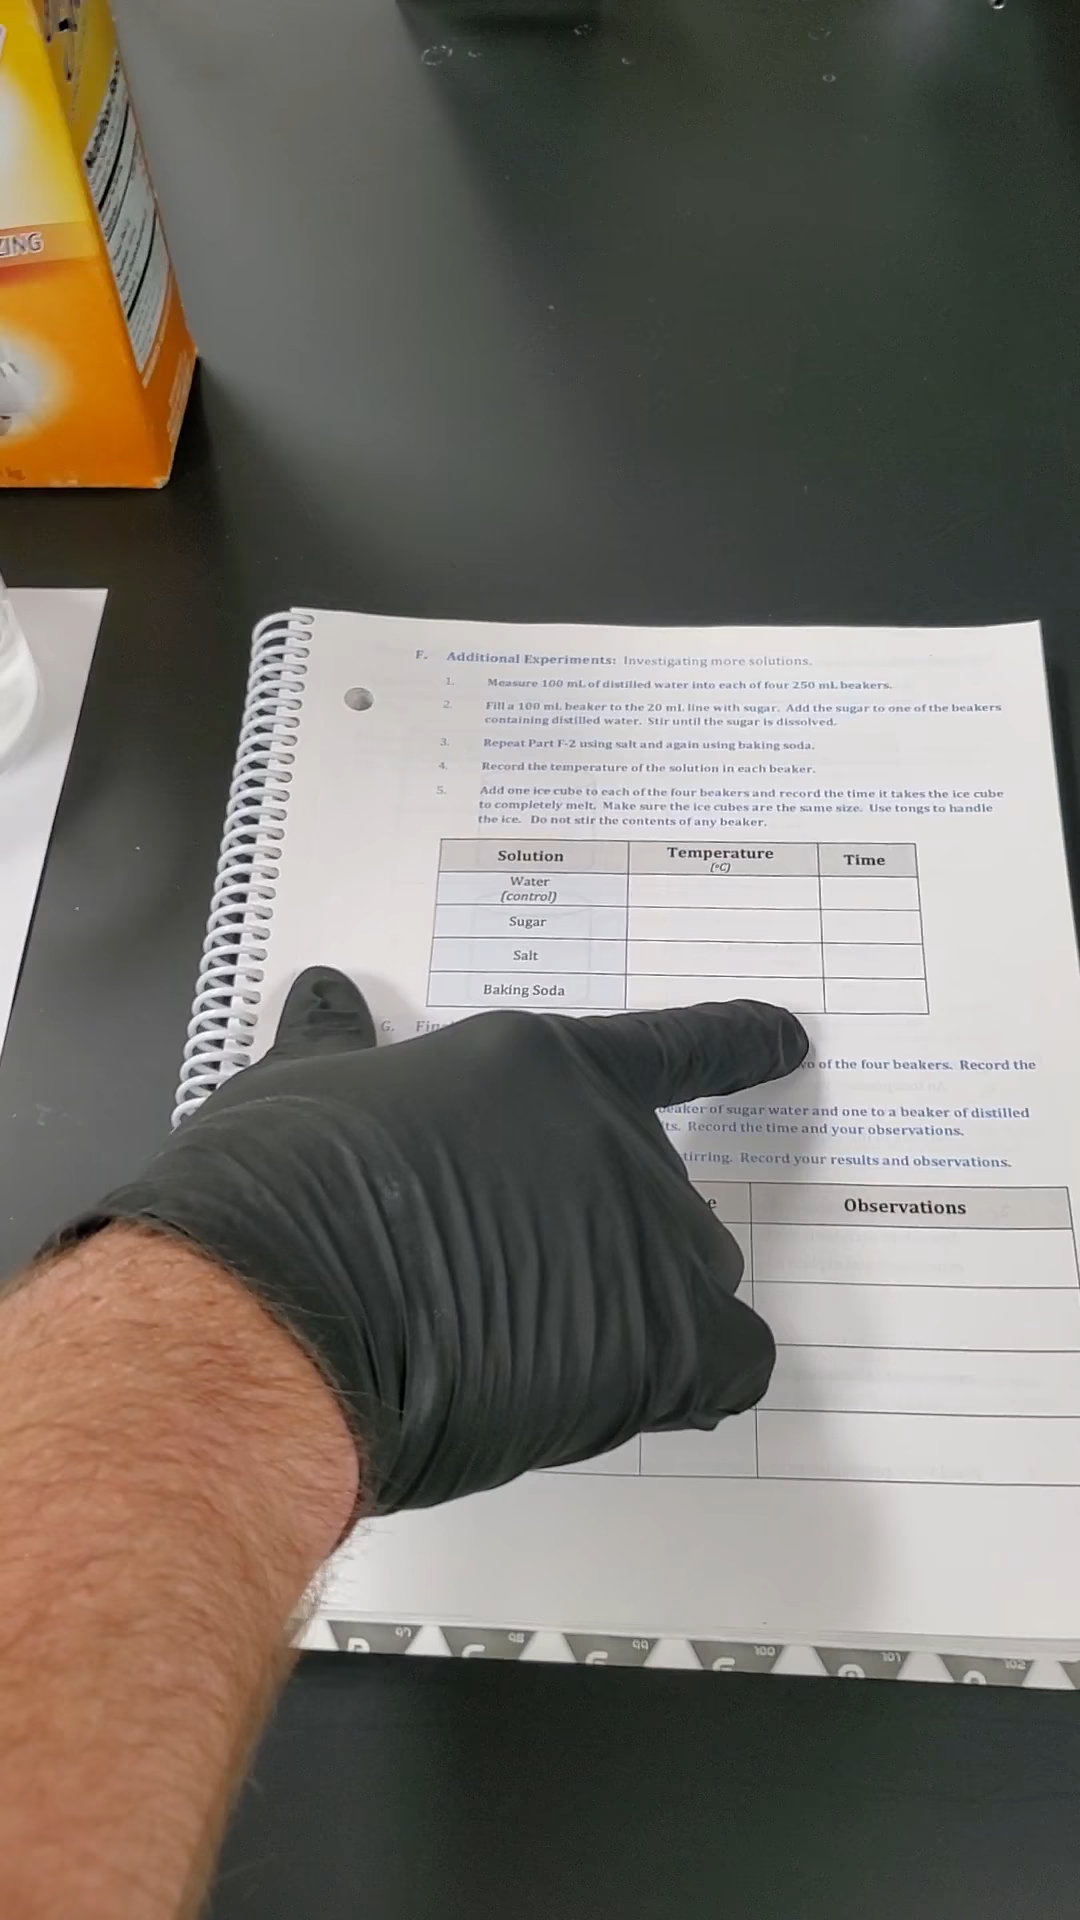 ZING
F. Additional Experiments: Investigating more solutions.
1. Measure 100 mL of distilled water into each of four 250 mL beakers.
2. Fill a 100 mL beaker to the 20 mL line with sugar. Add the sugar to one of the beakers
containing distilled water. Stir until the sugar is dissolved.
3. Repeat Part F-2 using salt and again using baking soda.
4. Record the temperature of the solution in each beaker.
5. Add one ice cube to each of the four beakers and record the time it takes the ice cube
to completely melt. Make sure the ice cubes are the same size. Use tongs to handle
the ice. Do not stir the contents of any beaker.
Solution Temperature Time
(°C)
Water
(control)
Sugar
Salt
Baking Soda
G. Fin
wo of the four beakers. Record the
beaker of sugar water and one to a beaker of distilled
ts. Record the time and your observations.
tirring. Record your results and observations.
e Observations
97 98 99 100 101 102